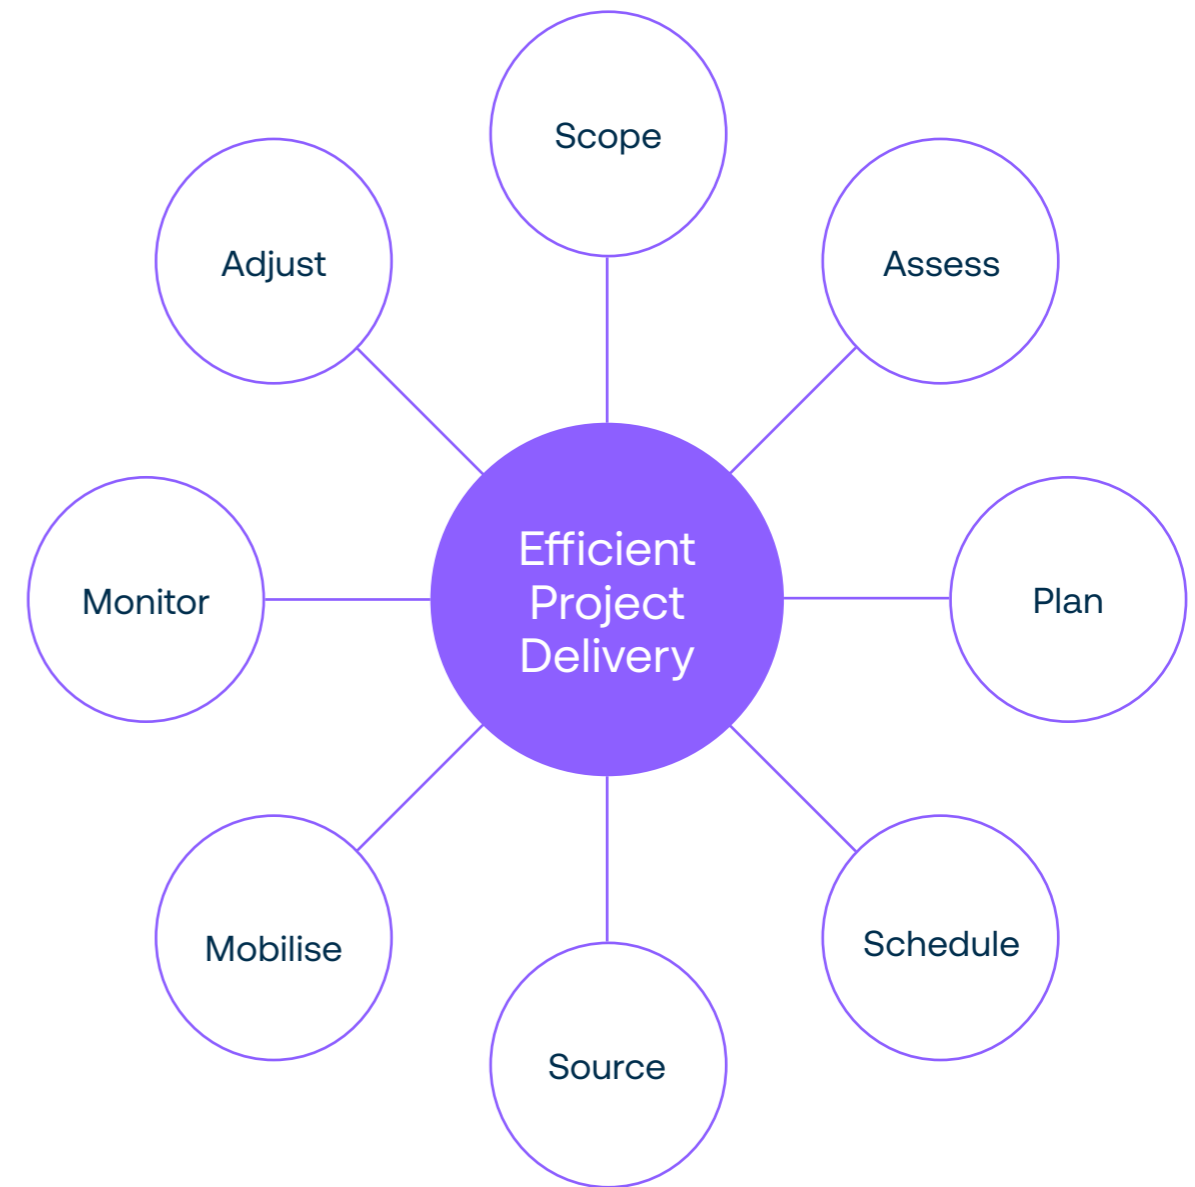 Scope
Adjust
Assess
Efficient
Project
Delivery
Monitor
Plan
Mobilise
Schedule
Source